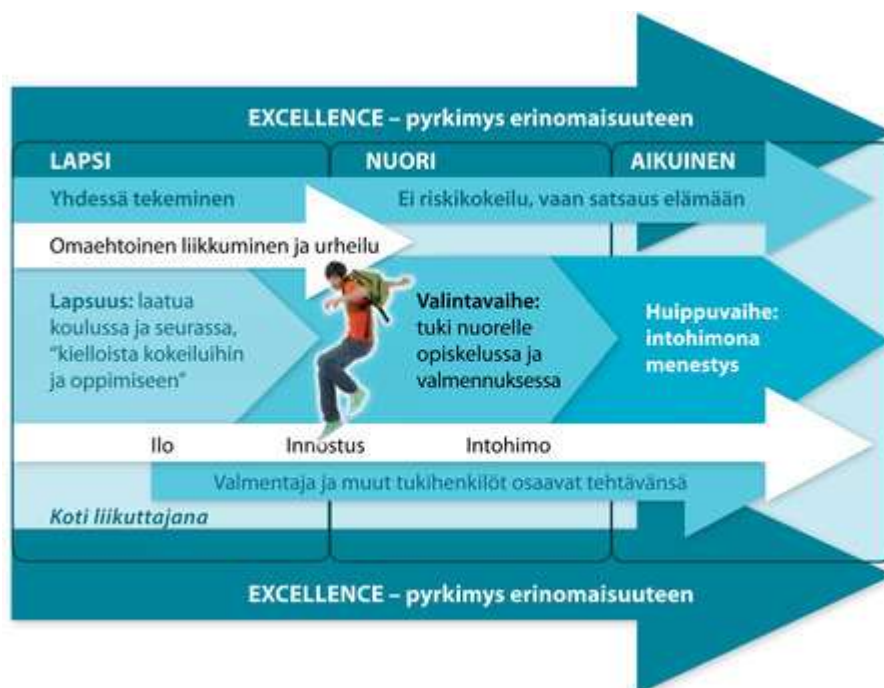 EXCELLENCE – pyrkimys erinomaisuuteen
LAPSI
NUORI
AIKUINEN
Yhdessä tekeminen
Ei riskikokeilu, vaan satsaus elämään
Omaehtoinen liikkuminen ja urheilu
Lapsuus: laatua
koulussa ja seurassa,
”kielloista kokeiluihin
ja oppimiseen”
Valintavaihe:
tuki nuorelle
opiskelussa ja
valmennuksessa
Huippuvaihe:
intohimona
menestys
Ilo
Innostus
Intohimo
Valmentaja ja muut tukihenkilöt osaavat tehtävänsä
Koti liikuttajana
EXCELLENCE – pyrkimys erinomaisuuteen